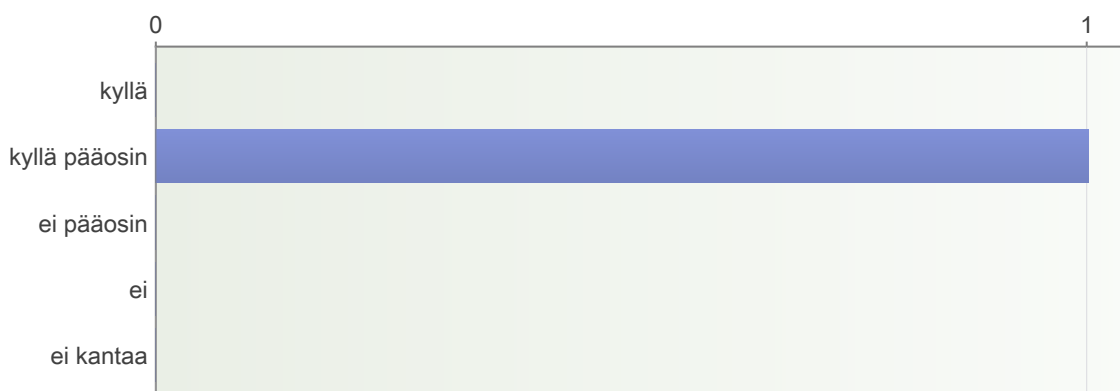 0 1
kyllä
kyllä pääosin
ei pääosin
ei
ei kantaa